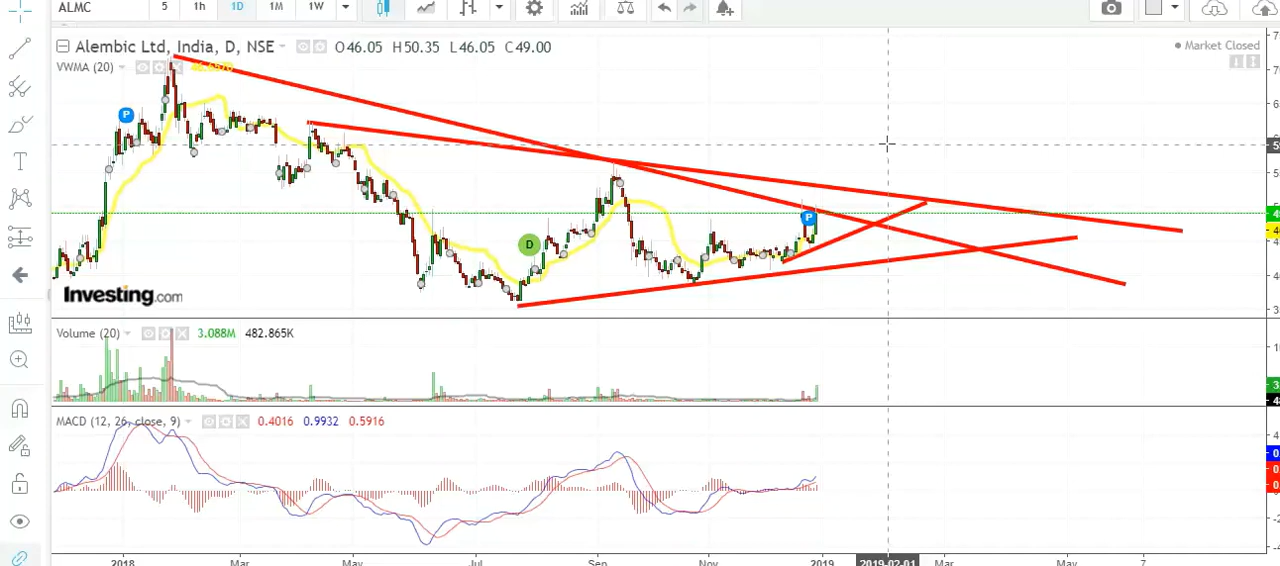 ALMC 5 1h 1D 1M 1W
Alembic Ltd, India, D, NSE O46.05 H50.35 L46.05 C49.00
Market Closed
VWMA (20)
P
P
D
Investing.com
Volume (20) 3.088M 482.865K
MACD (12, 26, close, 9) 0.4016 0.9932 0.5916
2018 Mar May Jul Sep Nov 2019 2019-02-01 Mar May 7